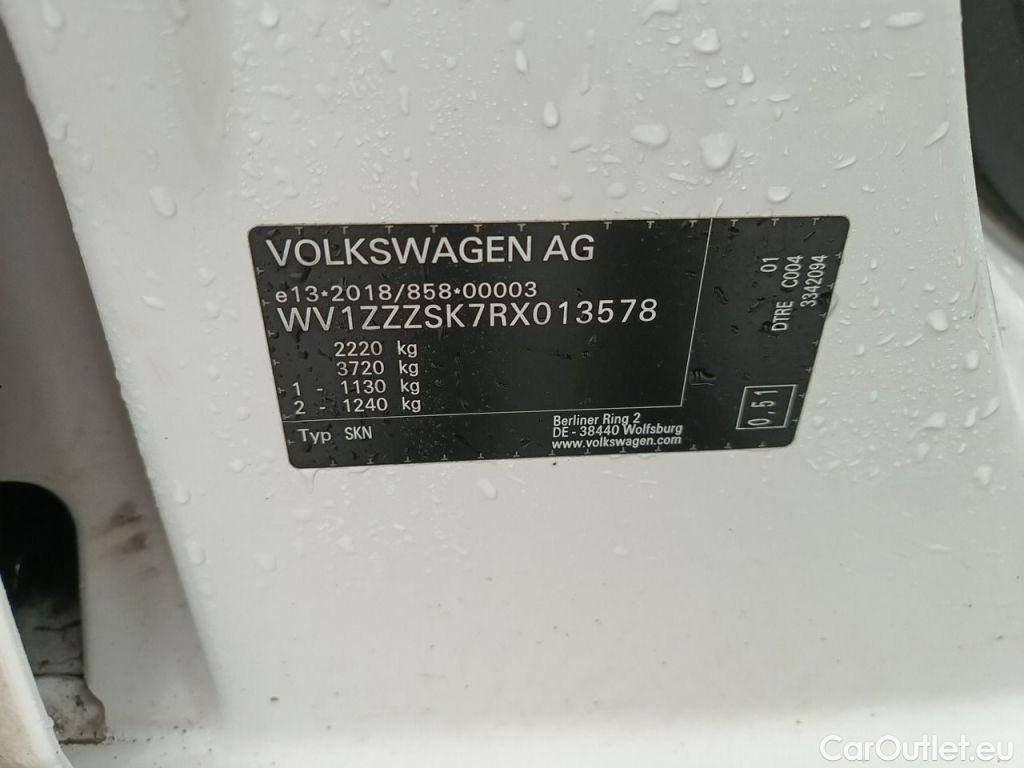 VOLKSWAGEN AG
e13*2018/858*00003
WV1ZZZSK7RX013578
2220 kg
3720 kg
1 - 1130 kg
2 - 1240 kg
Typ SKN
Berliner Ring 2
DE - 38440 Wolfsburg
www.volkswagen.com
DTRE 01
C004
3342094
0,51
CarOutlet.eu